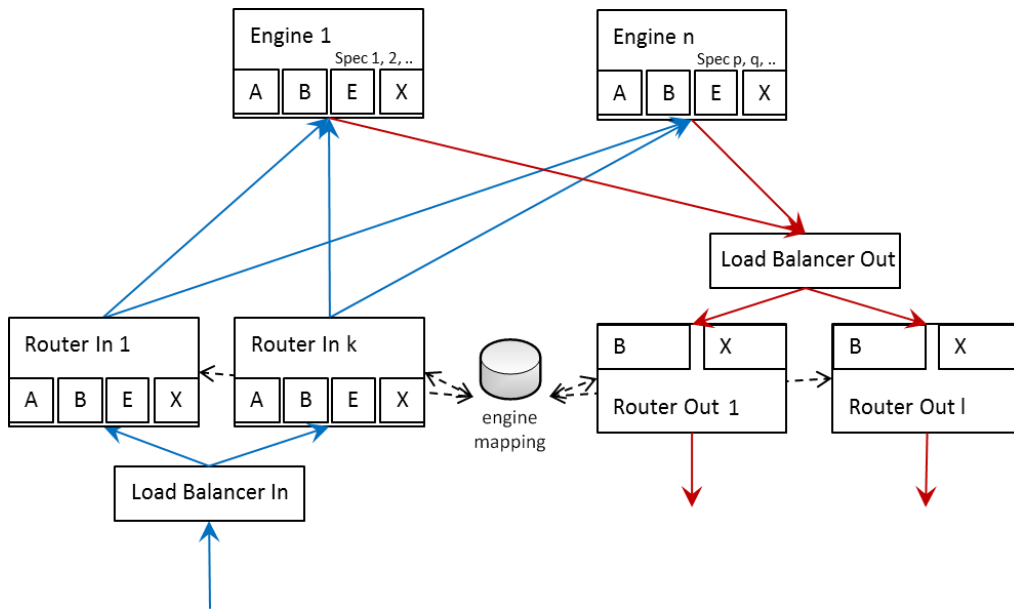 Engine 1
Spec 1, 2, ..
A B E X
Engine n
Spec p, q, ..
A B E X
Load Balancer Out
Router In 1
A B E X
Router In k
A B E X
engine
mapping
B X
Router Out 1
B X
Router Out l
Load Balancer In